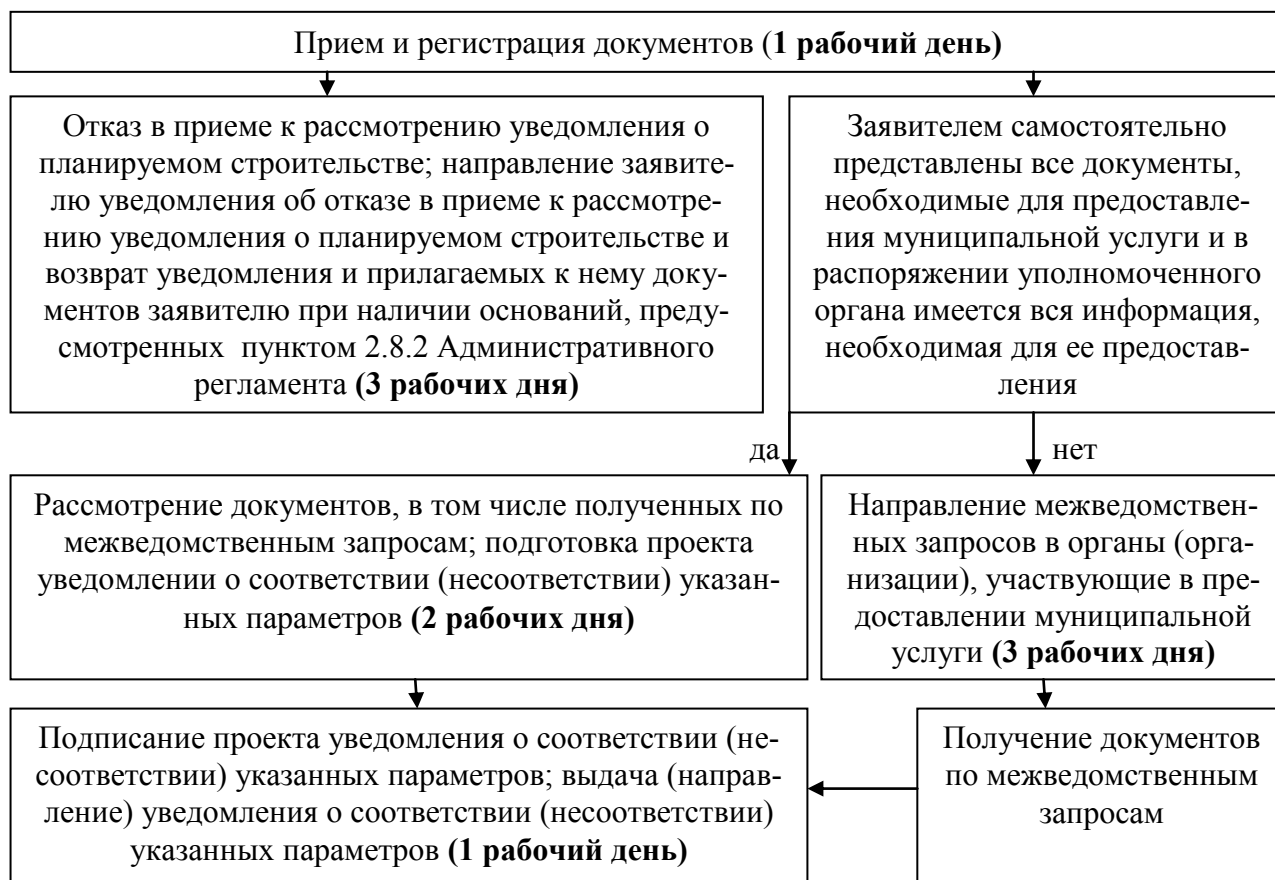 Прием и регистрация документов (1 рабочий день)
Отказ в приеме к рассмотрению уведомления о
планируемом строительстве; направление заявите-
лю уведомления об отказе в приеме к рассмотре-
нию уведомления о планируемом строительстве и
возврат уведомления и прилагаемых к нему доку-
ментов заявителю при наличии оснований, преду-
смотренных пунктом 2.8.2 Административного
регламента (3 рабочих дня)
Заявителем самостоятельно
представлены все документы,
необходимые для предоставле-
ния муниципальной услуги и в
распоряжении уполномоченного
органа имеется вся информация,
необходимая для ее предостав-
ления
да
нет
Рассмотрение документов, в том числе полученных по
межведомственным запросам; подготовка проекта
уведомлении о соответствии (несоответствии) указан-
ных параметров (2 рабочих дня)
Направление межведомствен-
ных запросов в органы (орга-
низации), участвующие в пре-
доставлении муниципальной
услуги (3 рабочих дня)
Подписание проекта уведомления о соответствии (не-
соответствии) указанных параметров; выдача (направ-
ление) уведомления о соответствии (несоответствии)
указанных параметров (1 рабочий день)
Получение документов
по межведомственным
запросам